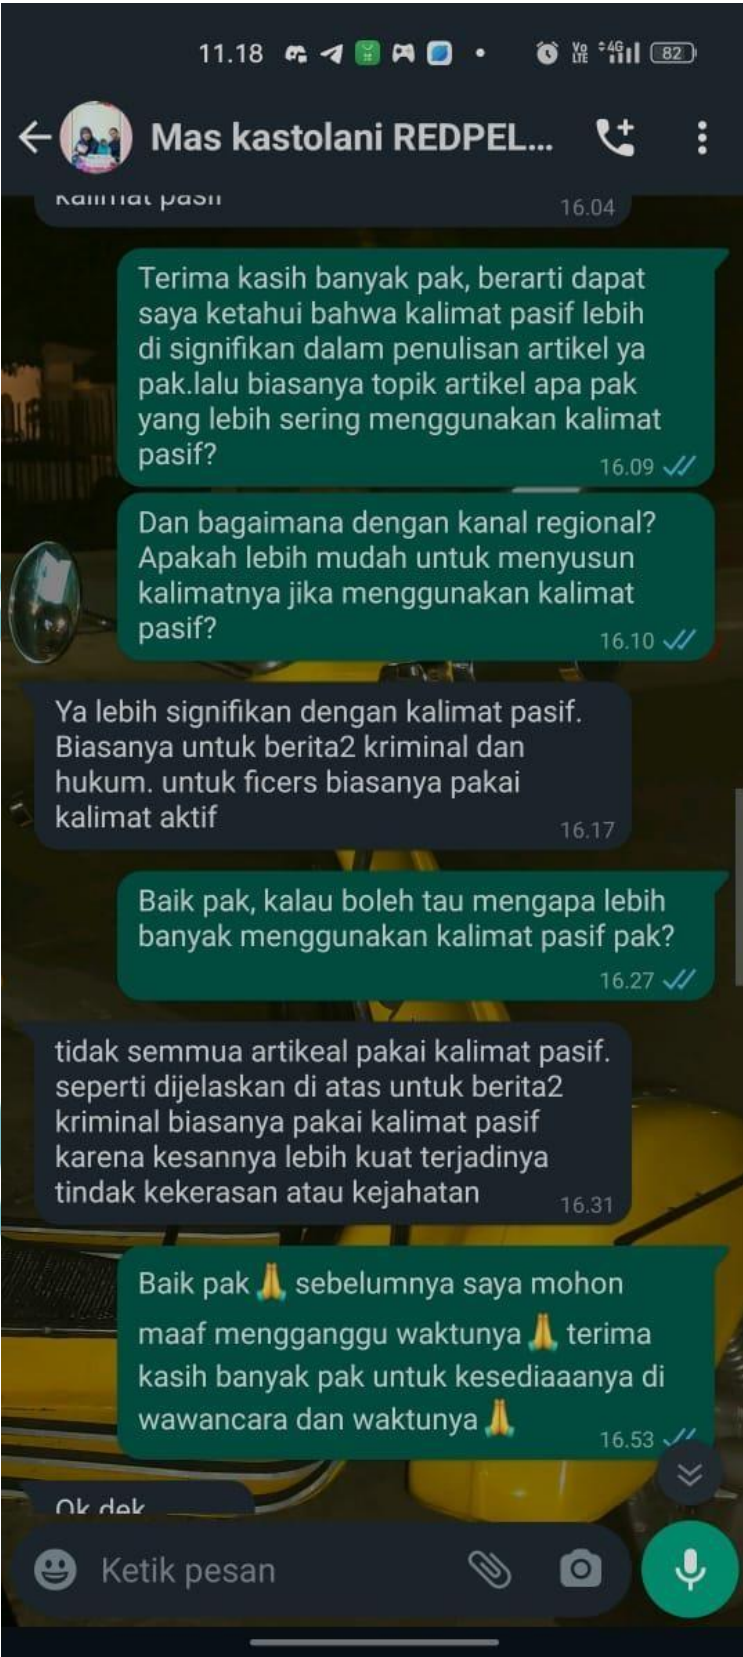 11.18
Vo LTE 4G 82
Mas kastolani REDPEL...
kalimat pasif
16.04
Terima kasih banyak pak, berarti dapat
saya ketahui bahwa kalimat pasif lebih
di signifikan dalam penulisan artikel ya
pak.lalu biasanya topik artikel apa pak
yang lebih sering menggunakan kalimat
pasif?
16.09
Dan bagaimana dengan kanal regional?
Apakah lebih mudah untuk menyusun
kalimatnya jika menggunakan kalimat
pasif?
16.10
Ya lebih signifikan dengan kalimat pasif.
Biasanya untuk berita2 kriminal dan
hukum. untuk ficers biasanya pakai
kalimat aktif
16.17
Baik pak, kalau boleh tau mengapa lebih
banyak menggunakan kalimat pasif pak?
16.27
tidak semmua artikeal pakai kalimat pasif.
seperti dijelaskan di atas untuk berita2
kriminal biasanya pakai kalimat pasif
karena kesannya lebih kuat terjadinya
tindak kekerasan atau kejahatan
16.31
Baik pak🙏 sebelumnya saya mohon
maaf mengganggu waktunya🙏 terima
kasih banyak pak untuk kesediaaanya di
wawancara dan waktunya🙏
16.53
Ok dek
Ketik pesan